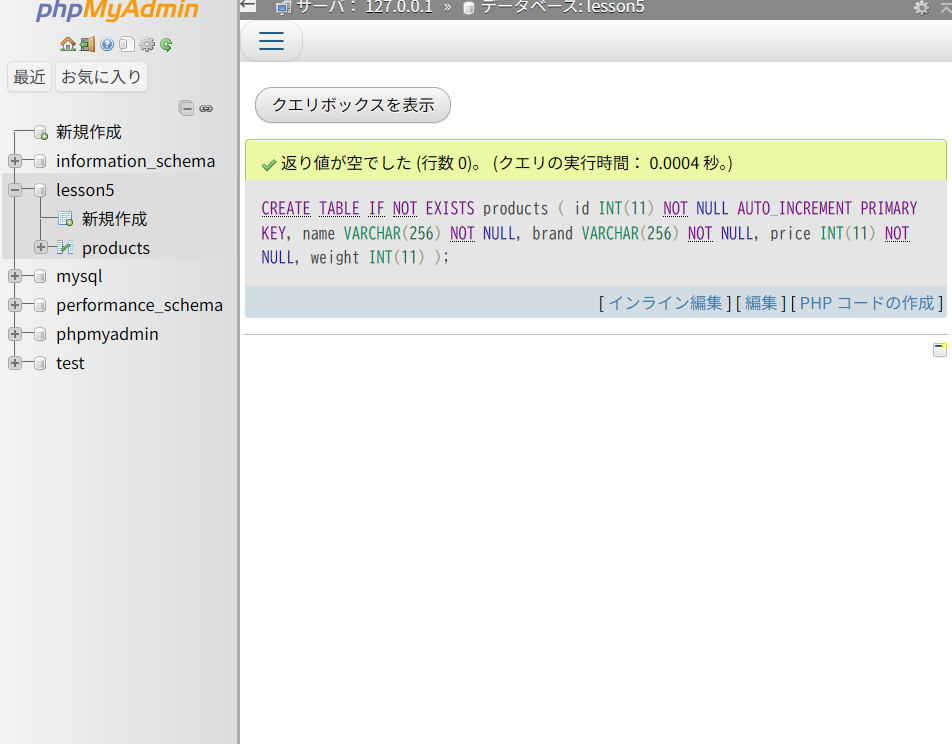 phpMyAdmin
最近 お気に入り
新規作成
information_schema
lesson5
新規作成
products
mysql
performance_schema
phpmyadmin
test
サーバ: 127.0.0.1 » データベース: lesson5
クエリボックスを表示
返り値が空でした (行数 0)。 (クエリの実行時間: 0.0004 秒。)
CREATE TABLE IF NOT EXISTS products ( id INT(11) NOT NULL AUTO_INCREMENT PRIMARY
KEY, name VARCHAR(256) NOT NULL, brand VARCHAR(256) NOT NULL, price INT(11) NOT
NULL, weight INT(11) );
[ インライン編集 ] [ 編集 ] [ PHP コードの作成 ]